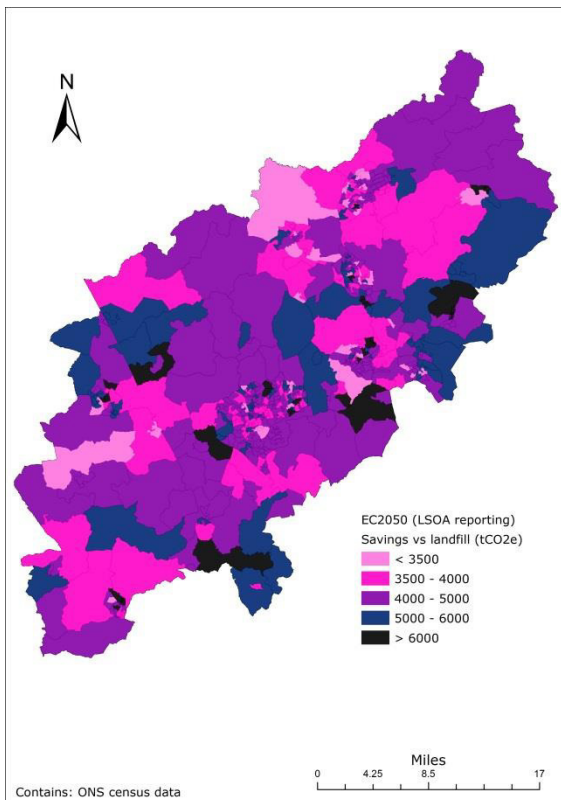 N
EC2050 (LSOA reporting)
Savings vs landfill (tCO2e)
< 3500
3500 - 4000
4000 - 5000
5000 - 6000
> 6000
Miles
0 4.25 8.5 17
Contains: ONS census data